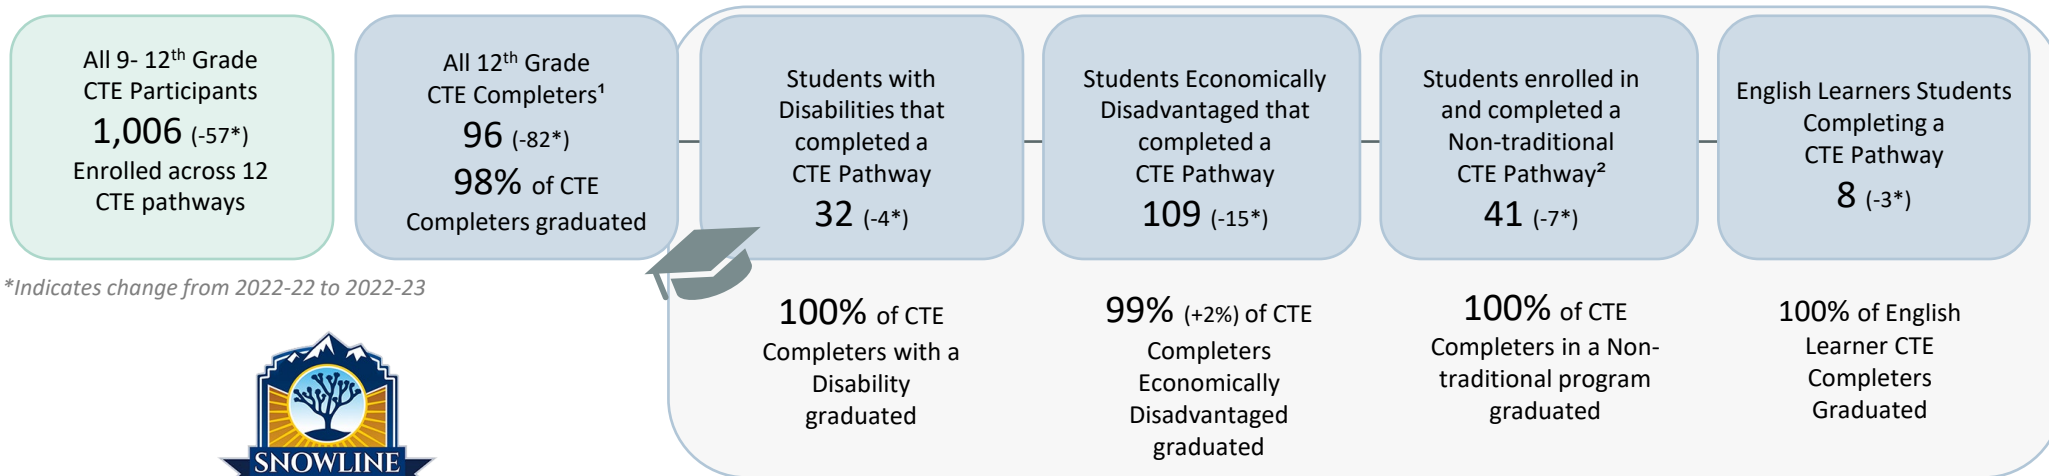 All 9- 12th Grade
CTE Participants
1,006 (-57*)
Enrolled across 12
CTE pathways
All 12th Grade
CTE Completers¹
96 (-82*)
98% of CTE
Completers graduated
Students with
Disabilities that
completed a
CTE Pathway
32 (-4*)
Students Economically
Disadvantaged that
completed a
CTE Pathway
109 (-15*)
Students enrolled in
and completed a
Non-traditional
CTE Pathway²
41 (-7*)
English Learners Students
Completing a
CTE Pathway
8 (-3*)
*Indicates change from 2022-22 to 2022-23
100% of CTE
Completers with a
Disability
graduated
99% (+2%) of CTE
Completers
Economically
Disadvantaged
graduated
100% of CTE
Completers in a Non-
traditional program
graduated
100% of English
Learner CTE
Completers
Graduated
SNOWLINE